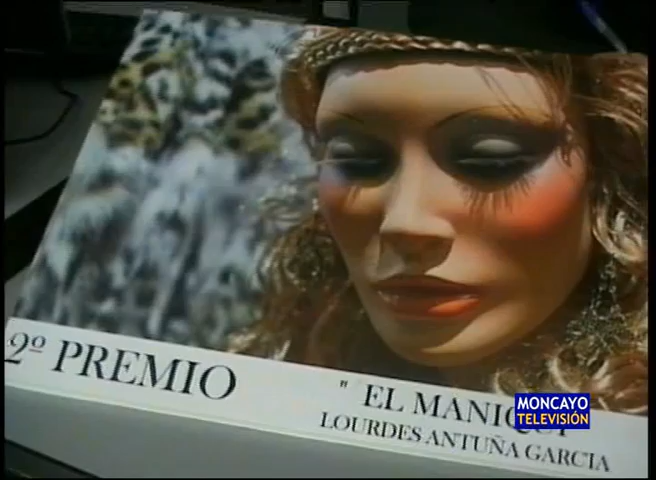 2º PREMIO
" EL MANIQU
LOURDES ANTUÑA GARCIA
MONCAYO
TELEVISIÓN